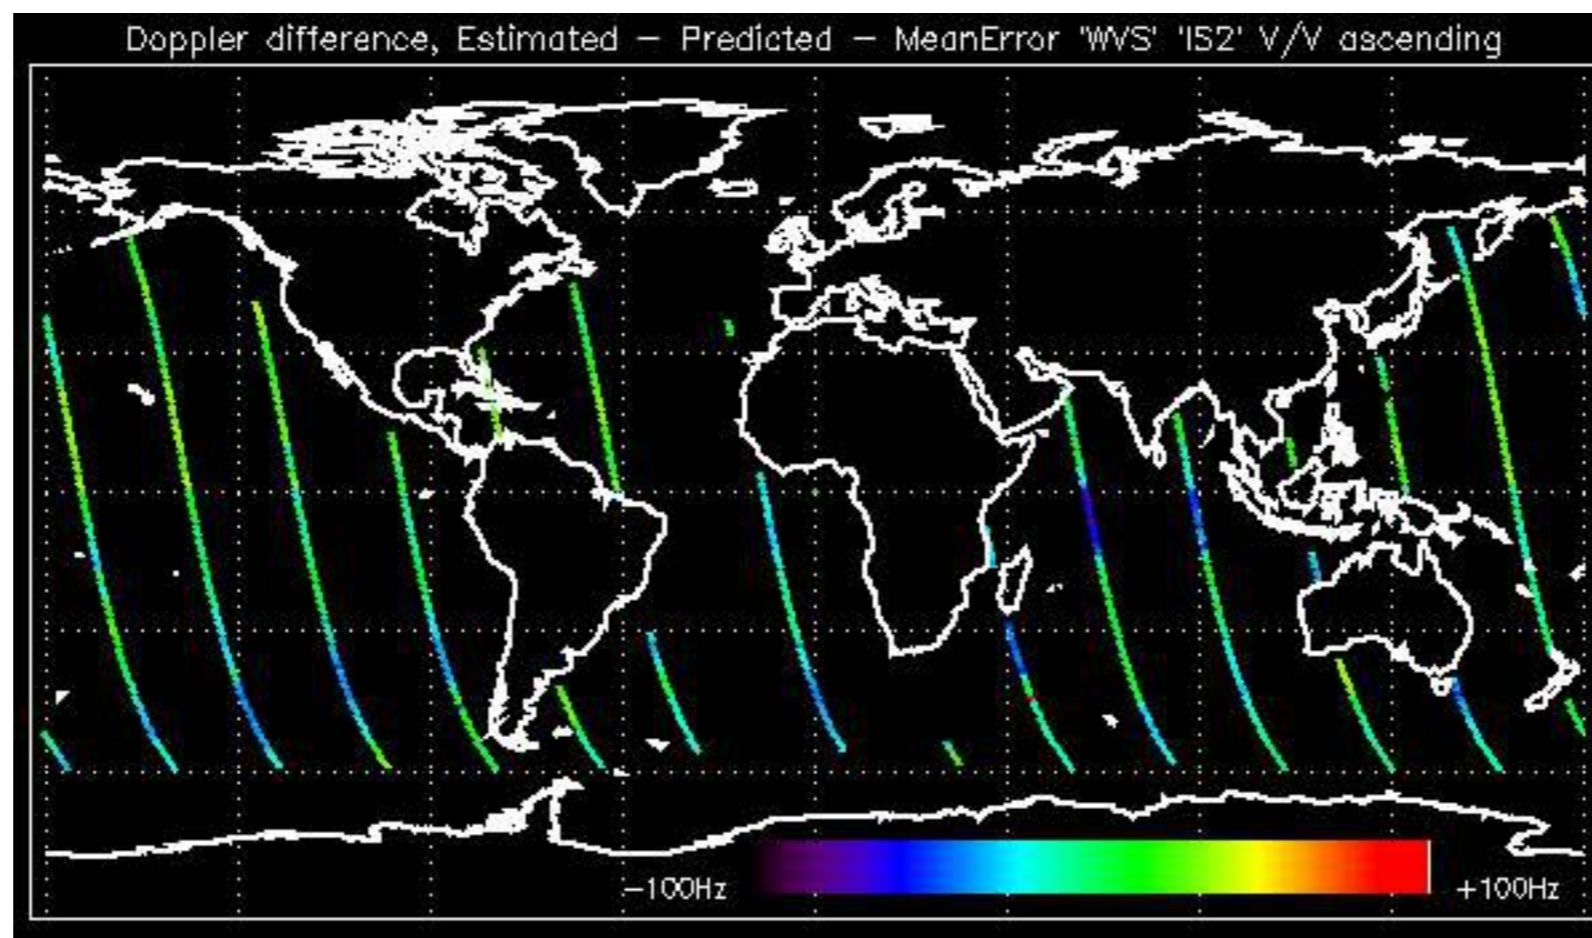 Doppler difference, Estimated – Predicted – MeanError 'WVS' 'IS2' V/V ascending
–100Hz +100Hz